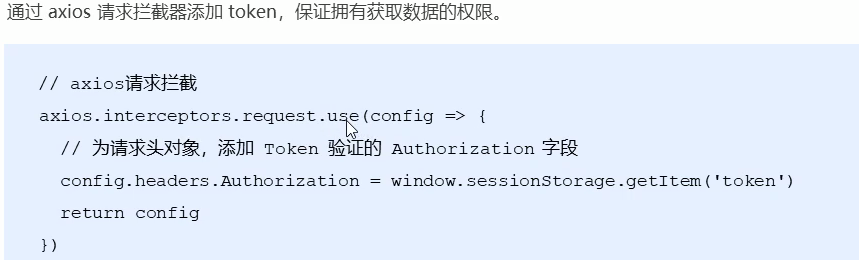 通过 axios 请求拦截器添加 token，保证拥有获取数据的权限。
// axios请求拦截
axios.interceptors.request.use(config => {
// 为请求头对象，添加 Token 验证的 Authorization 字段
config.headers.Authorization = window.sessionStorage.getItem('token')
return config
})